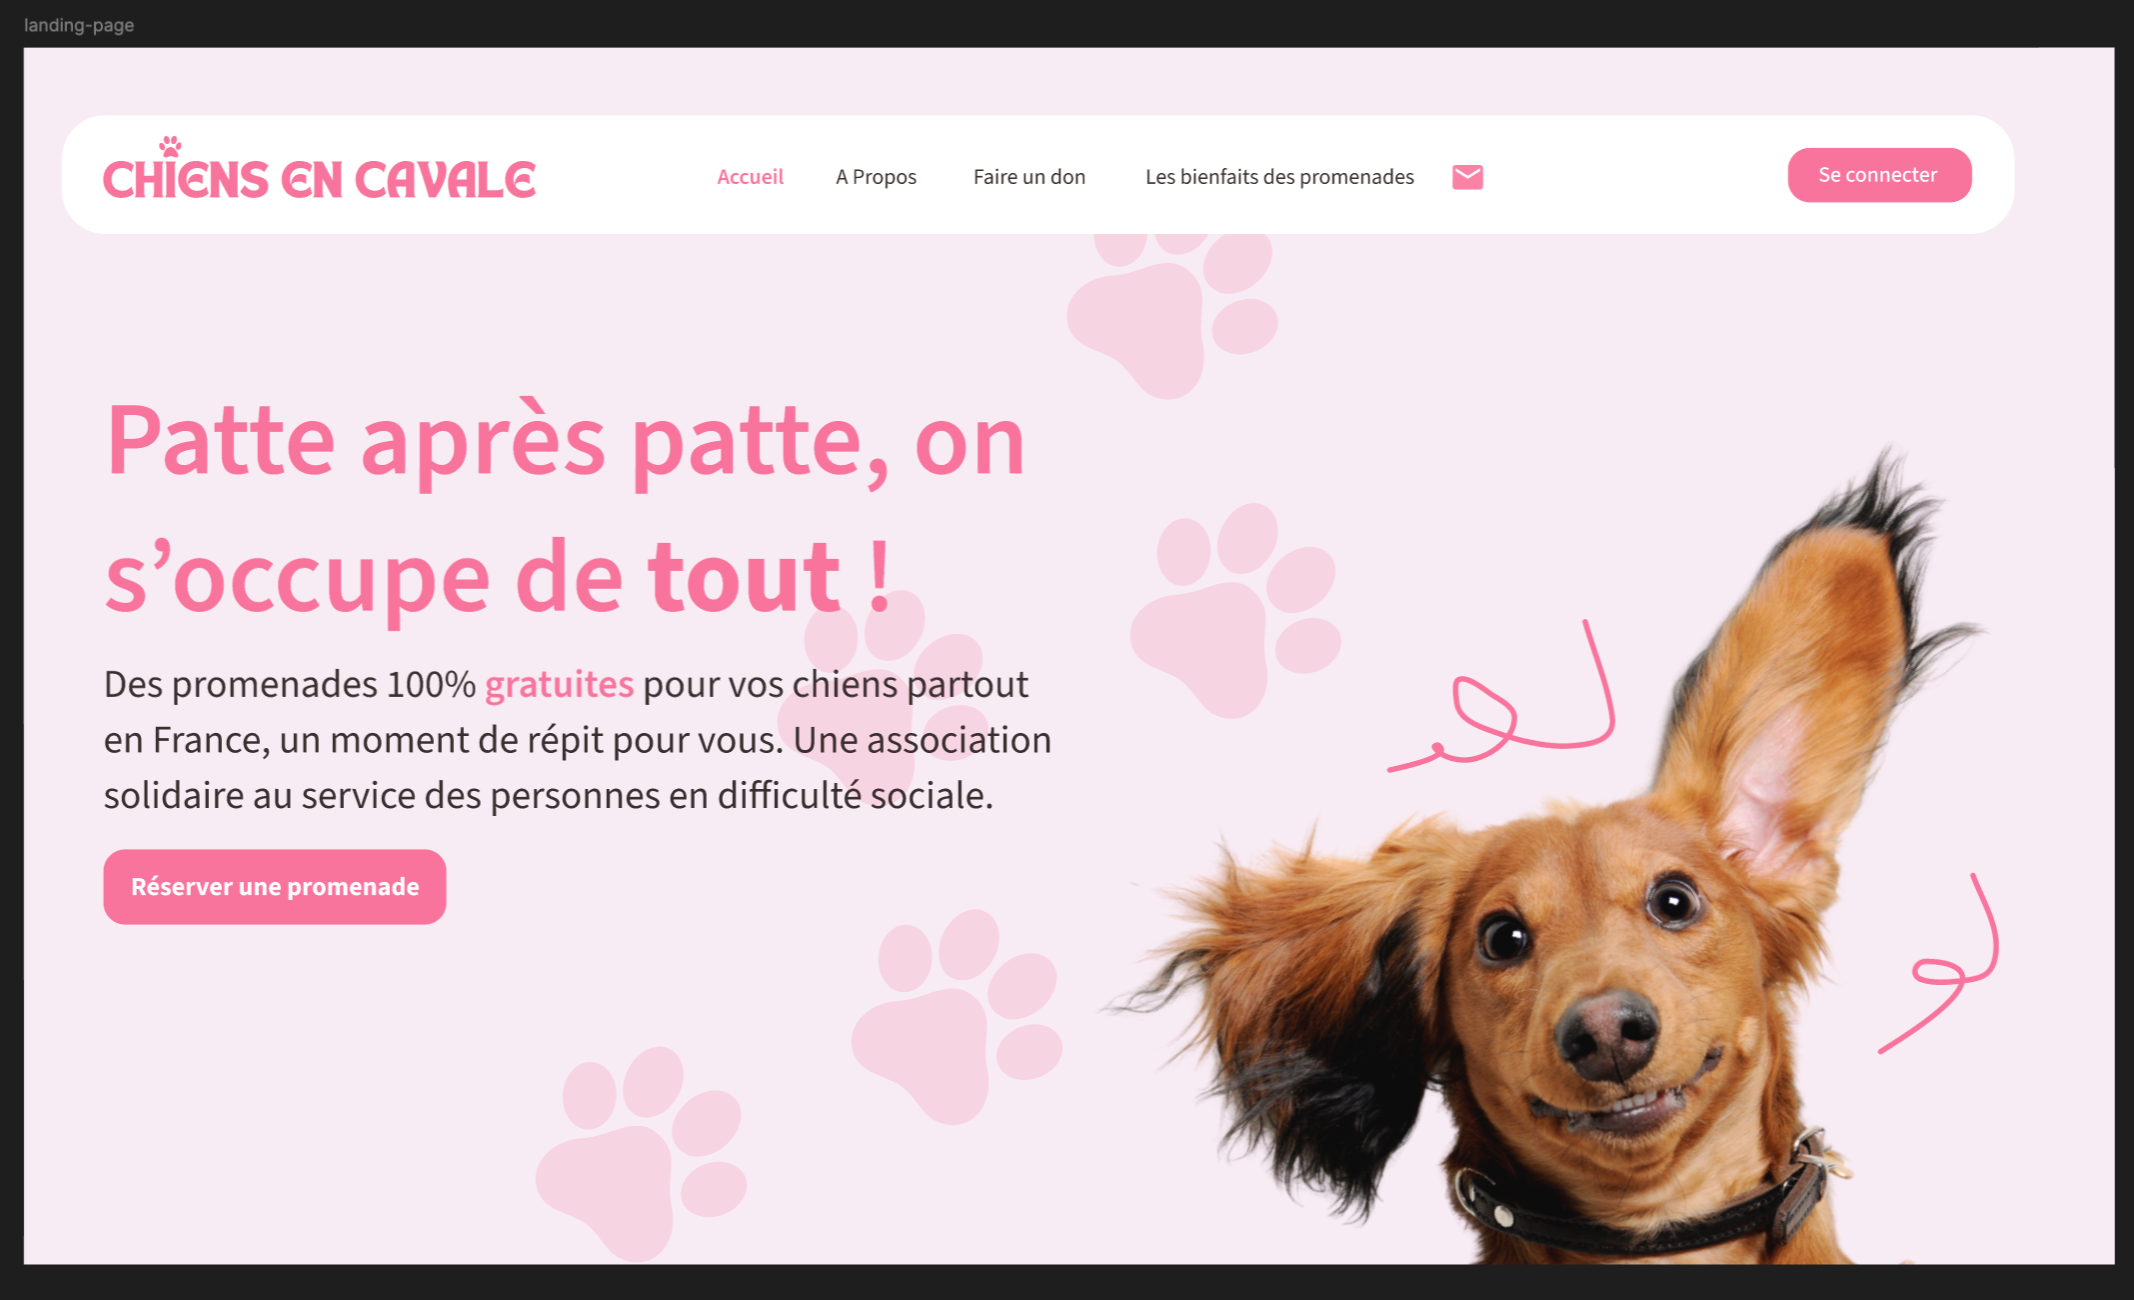 landing-page
CHIENS EN CAVALE
Accueil
A Propos
Faire un don
Les bienfaits des promenades
Se connecter
Patte après patte, on
s’occupe de tout !
Des promenades 100% gratuites pour vos chiens partout
en France, un moment de répit pour vous. Une association
solidaire au service des personnes en difficulté sociale.
Réserver une promenade